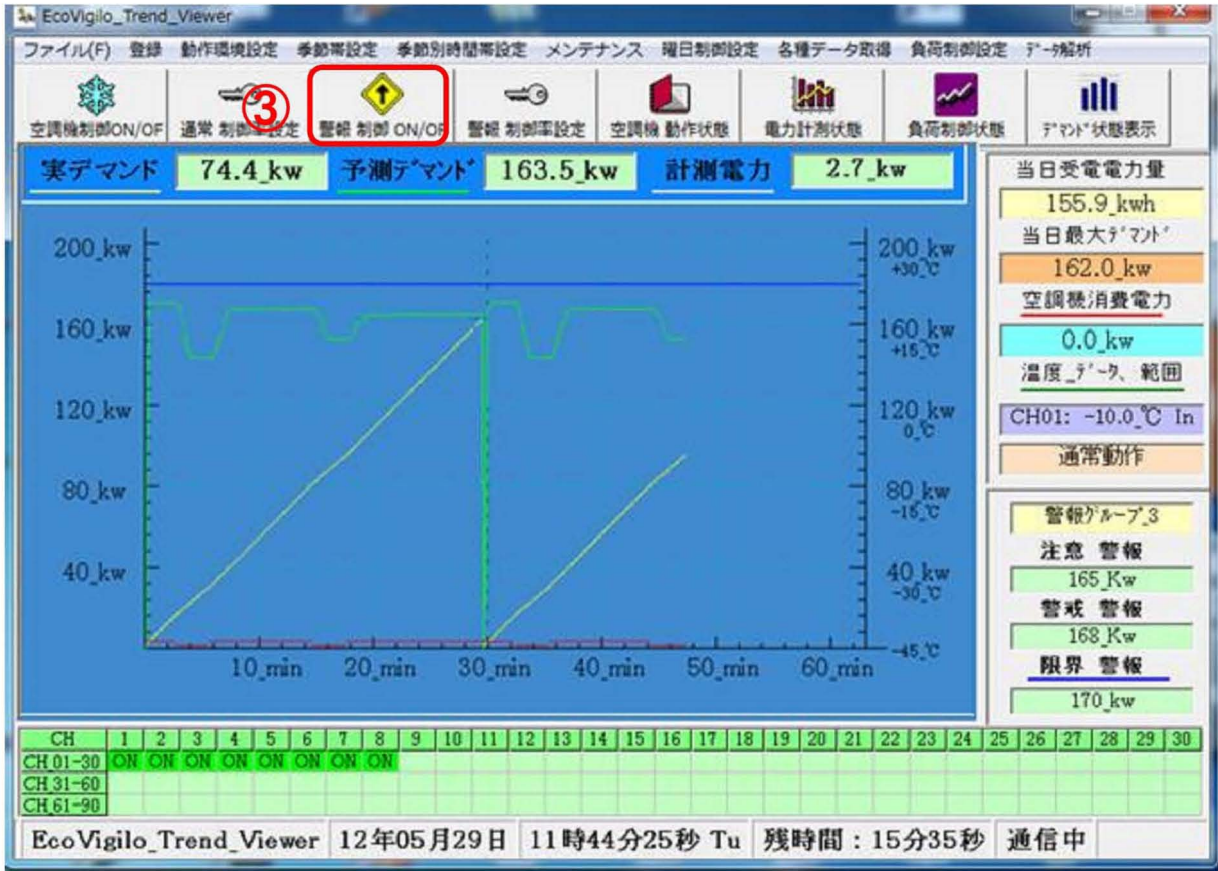 EcoVigilo_Trend_Viewer
ファイル(F) 登録 動作環境設定 季節帯設定 季節別時間帯設定 メンテナンス 曜日制御設定 各種データ取得 負荷制御設定 ﾃﾞｰﾀ解析
③
空調機制御ON/OF 通常 制御率設定 警報 制御 ON/OF 警報 制御率設定 空調機 動作状態 電力計測状態 負荷制御状態 ﾃﾞﾏﾝﾄﾞ状態表示
実デマンド 74.4_kw 予測ﾃﾞﾏﾝﾄﾞ 163.5_kw 計測電力 2.7_kw
200_kw
160_kw
120_kw
80_kw
40_kw
200_kw
+30_℃
160_kw
+15_℃
120_kw
0_℃
80_kw
-15_℃
40_kw
-30_℃
-45_℃
10_min 20_min 30_min 40_min 50_min 60_min
当日受電電力量
155.9_kwh
当日最大ﾃﾞﾏﾝﾄﾞ
162.0_kw
空調機消費電力
0.0_kw
温度_ﾃﾞｰﾀ、範囲
CH01: -10.0_℃ In
通常動作
警報ｸﾞﾙｰﾌﾟ_3
注意 警報
165_Kw
警戒 警報
168_Kw
限界 警報
170_kw
CH 1 2 3 4 5 6 7 8 9 10 11 12 13 14 15 16 17 18 19 20 21 22 23 24 25 26 27 28 29 30
CH_01-30 ON ON ON ON ON ON ON ON
CH_31-60
CH_61-90
EcoVigilo_Trend_Viewer 12年05月29日 11時44分25秒 Tu 残時間：15分35秒 通信中